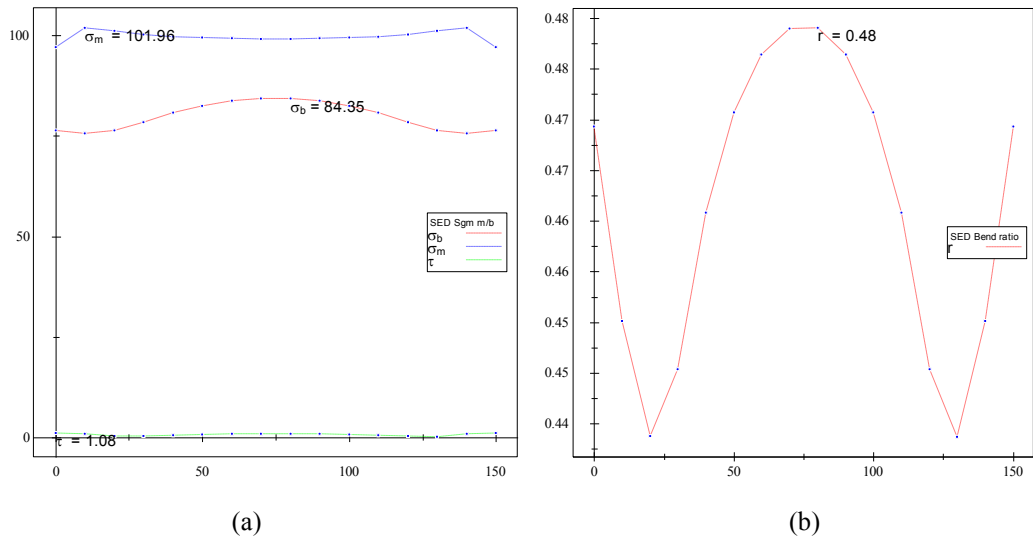 100
σm = 101.96
σb = 84.35
50
SED Sgm m/b
σb
σm
τ
0
τ = 1.08
0
50
100
150
(a)
0.48
r = 0.48
0.48
0.47
0.47
0.46
SED Bend ratio
r
0.46
0.45
0.45
0.44
0
50
100
150
(b)